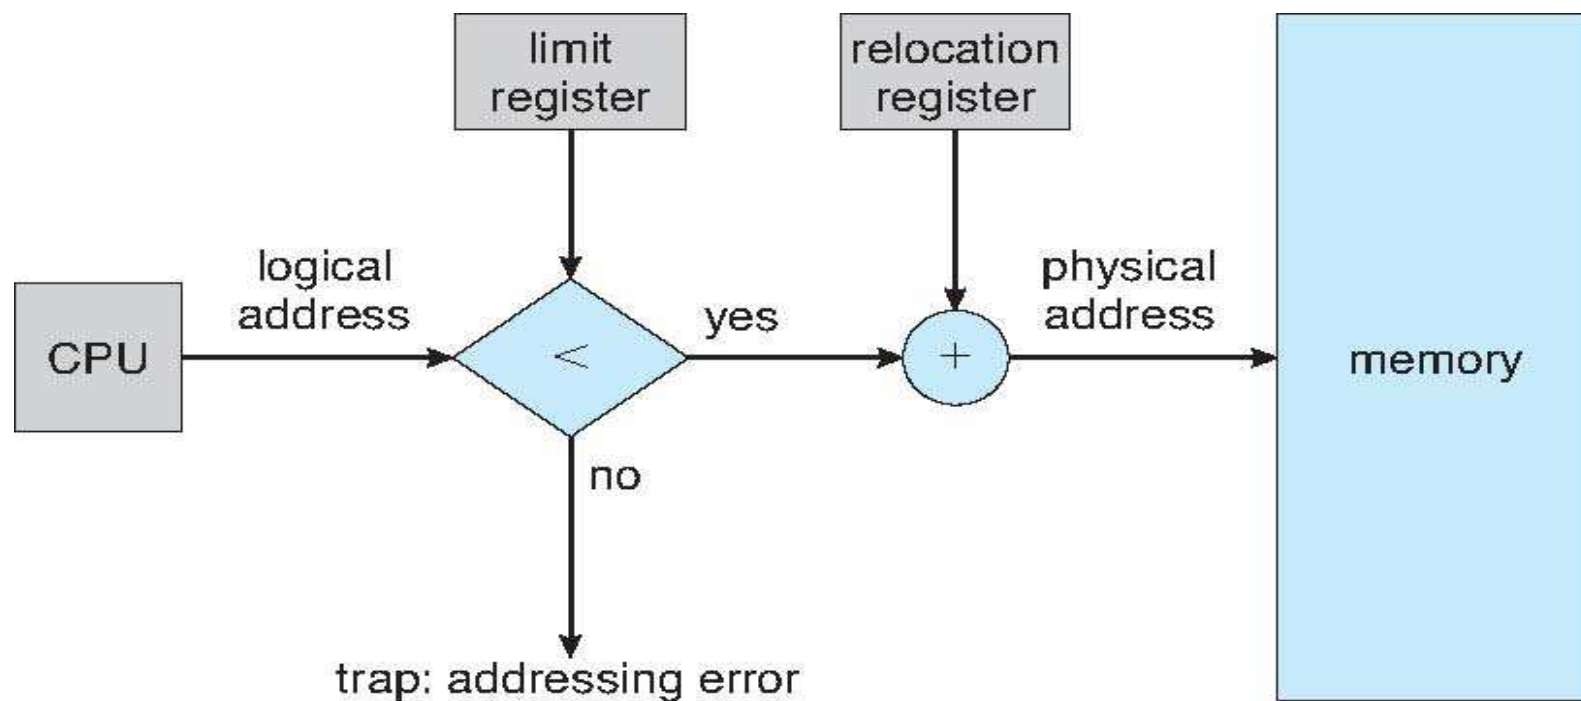 limit
register
relocation
register
logical
address
yes
physical
address
CPU
<
+
memory
no
trap: addressing error